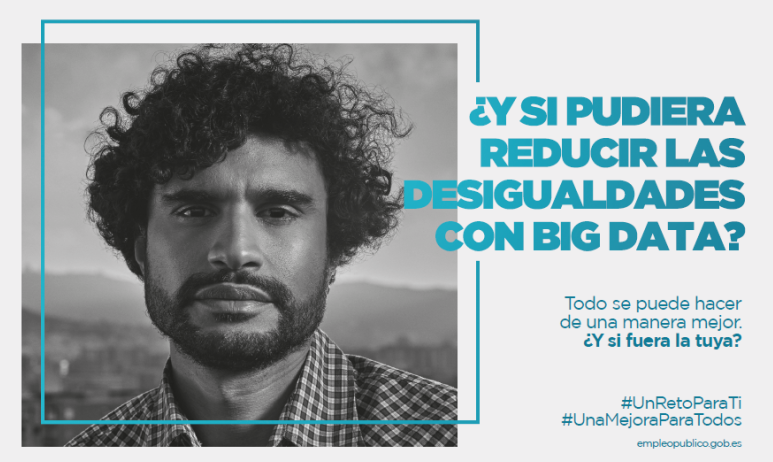 ¿Y SI PUDIERA
REDUCIR LAS
DESIGUALDADES
CON BIG DATA?
Todo se puede hacer
de una manera mejor.
¿Y si fuera la tuya?
#UnRetoParaTi
#UnaMejoraParaTodos
empleopublico.gob.es